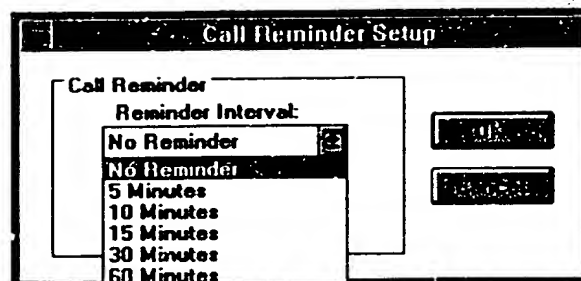 Call Reminder Setup
Call Reminder
Reminder Interval:
No Reminder
No Reminder
5 Minutes
10 Minutes
15 Minutes
30 Minutes
60 Minutes